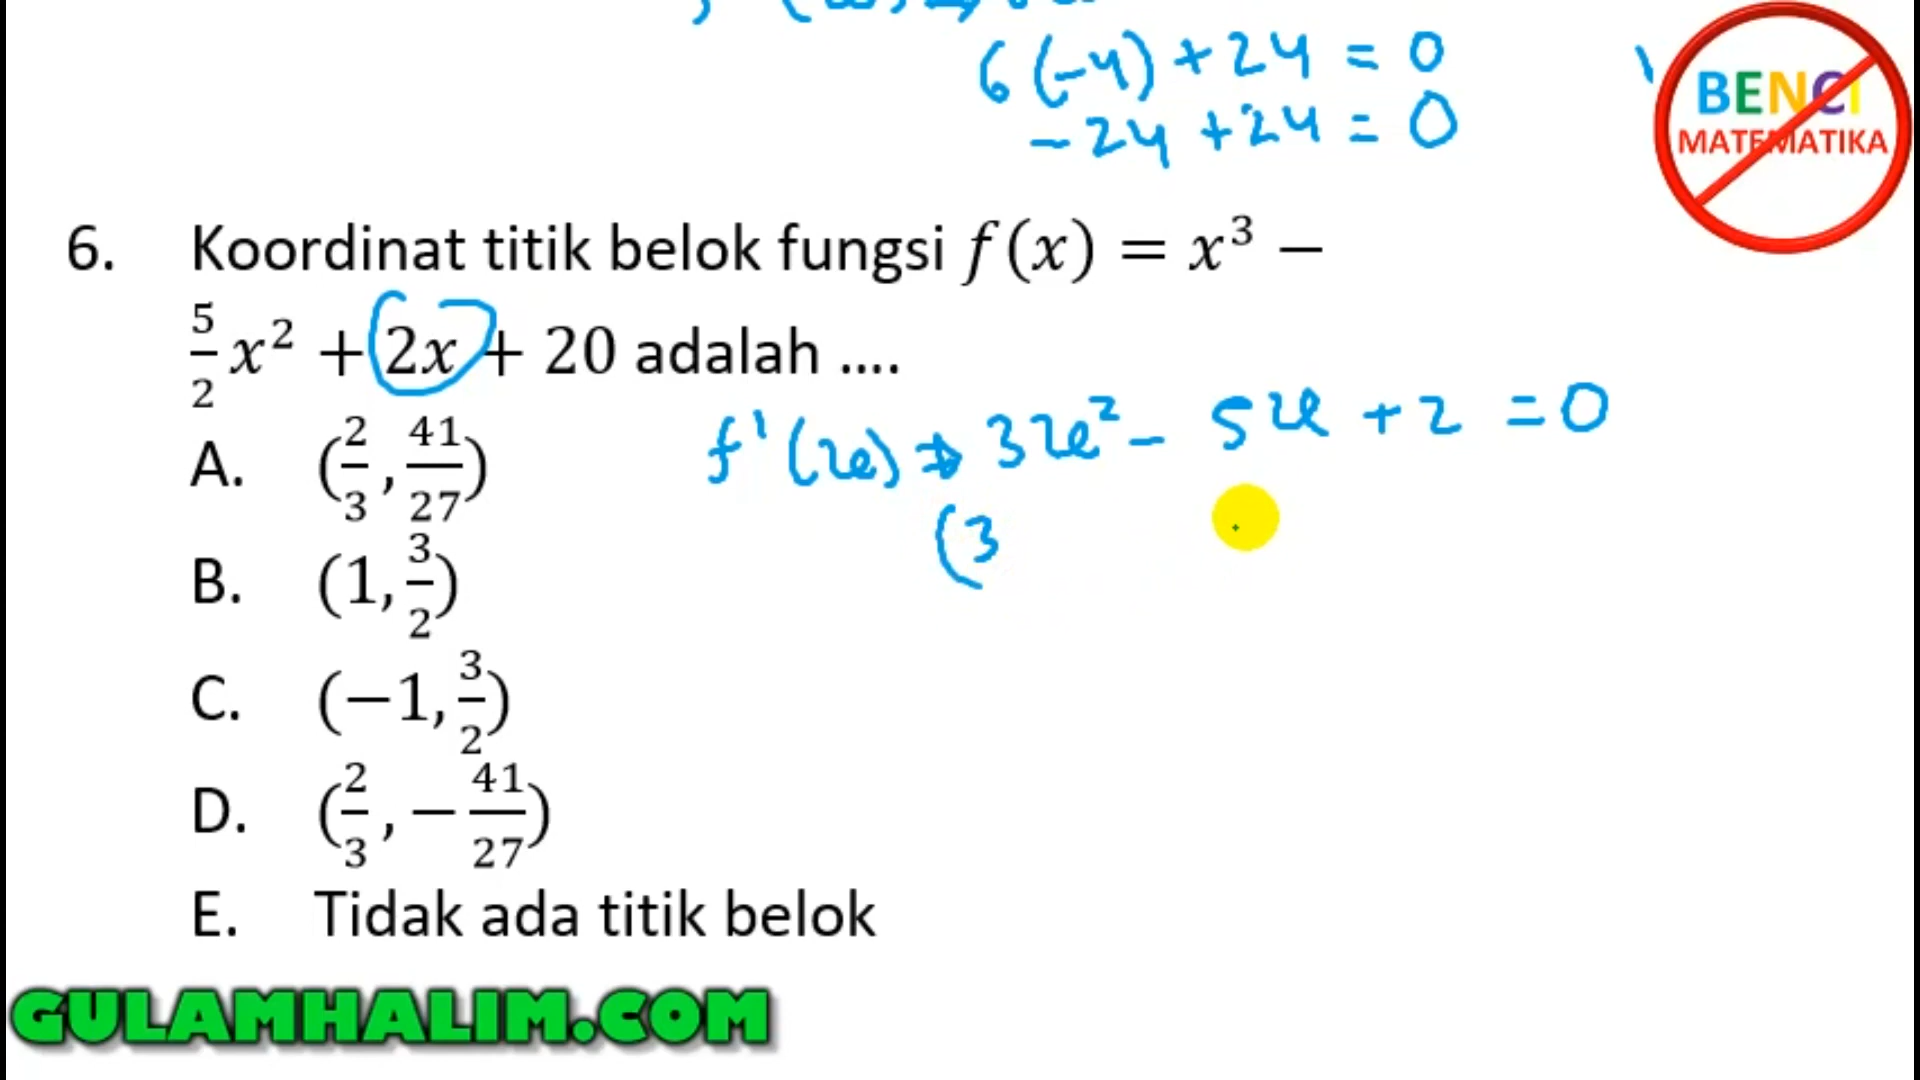 6 (-4) + 24 = 0
- 24 + 24 = 0
BENCI
MATEMATIKA
6. Koordinat titik belok fungsi f(x) = x³ −
5/2 x² + 2x + 20 adalah ....
f'(x) → 3x² - 5x + 2 = 0
(3
A. (2/3, 41/27)
B. (1, 3/2)
C. (−1, 3/2)
D. (2/3, −41/27)
E. Tidak ada titik belok
GULAMHALIM.COM